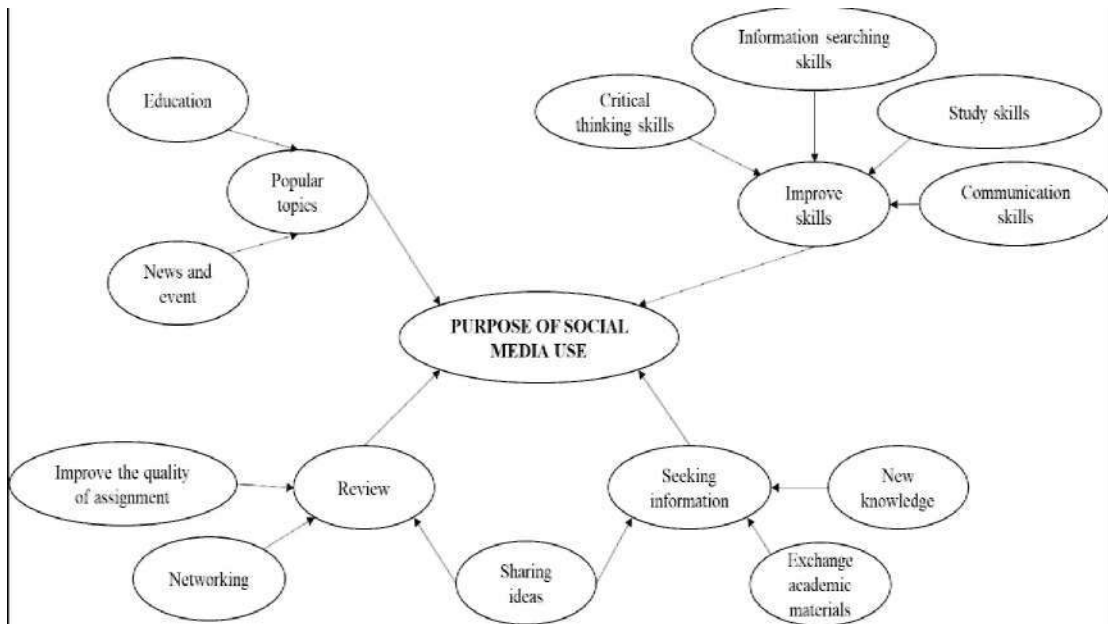 Information searching
skills
Education
Critical
thinking skills
Study skills
Popular
topics
Improve
skills
Communication
skills
News and
event
PURPOSE OF SOCIAL
MEDIA USE
Improve the quality
of assignment
Review
Seeking
information
New
knowledge
Networking
Sharing
ideas
Exchange
academic
materials